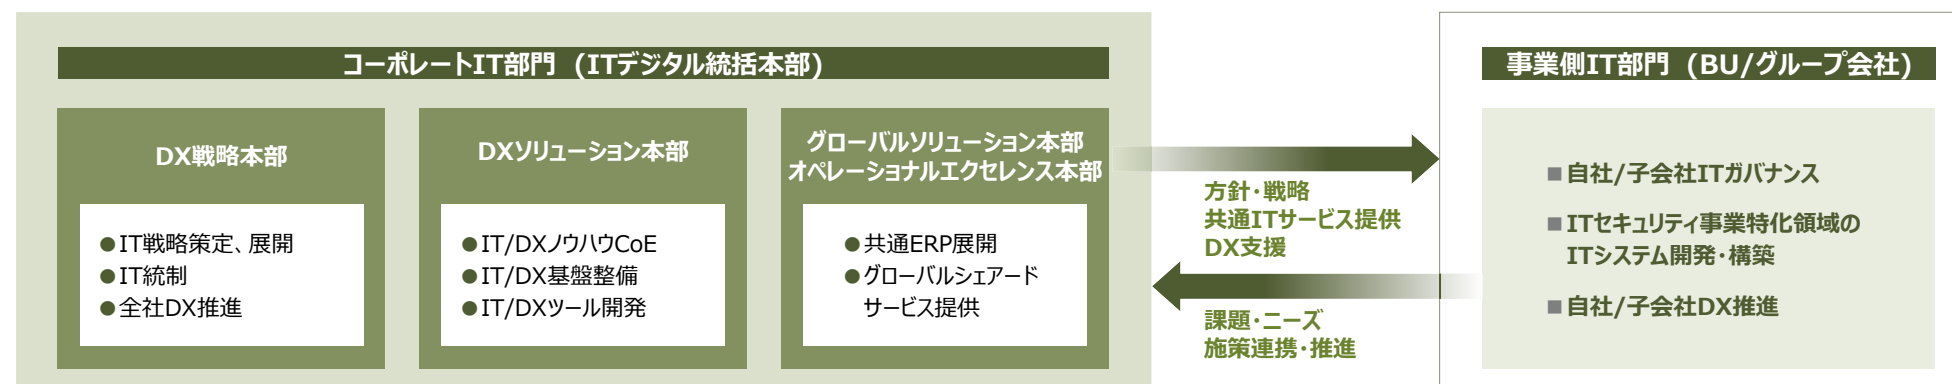 コーポレートIT部門 (ITデジタル統括本部)
DX戦略本部
●IT戦略策定、展開
●IT統制
●全社DX推進
DXソリューション本部
●IT/DXノウハウCoE
●IT/DX基盤整備
●IT/DXツール開発
グローバルソリューション本部
オペレーショナルエクセレンス本部
●共通ERP展開
●グローバルシェアード
サービス提供
方針・戦略
共通ITサービス提供
DX支援
課題・ニーズ
施策連携・推進
事業側IT部門 (BU/グループ会社)
■自社/子会社ITガバナンス
■ITセキュリティ事業特化領域の
ITシステム開発・構築
■自社/子会社DX推進